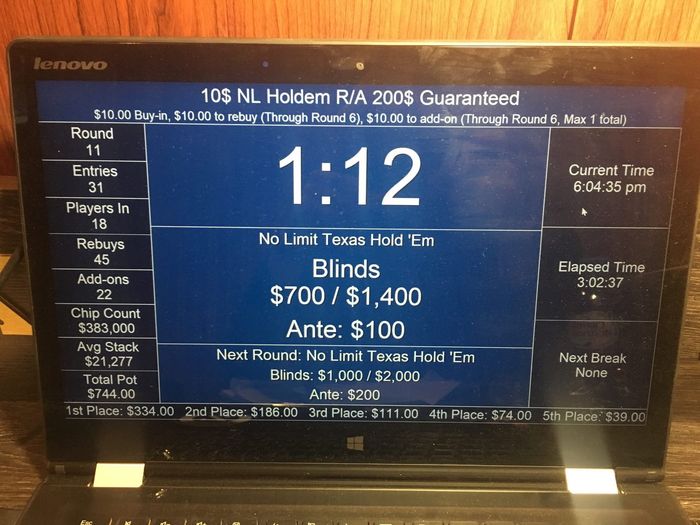 lenovo
10$ NL Holdem R/A 200$ Guaranteed
$10.00 Buy-in, $10.00 to rebuy (Through Round 6), $10.00 to add-on (Through Round 6, Max 1 total)
Round
11
Entries
31
Players In
18
Rebuys
45
Add-ons
22
Chip Count
$383,000
Avg Stack
$21,277
Total Pot
$744.00
1:12
No Limit Texas Hold 'Em
Blinds
$700 / $1,400
Ante: $100
Next Round: No Limit Texas Hold 'Em
Blinds: $1,000 / $2,000
Ante: $200
Current Time
6:04:35 pm
Elapsed Time
3:02:37
Next Break
None
1st Place: $334.00 2nd Place: $186.00 3rd Place: $111.00 4th Place: $74.00 5th Place: $39.00
Esc